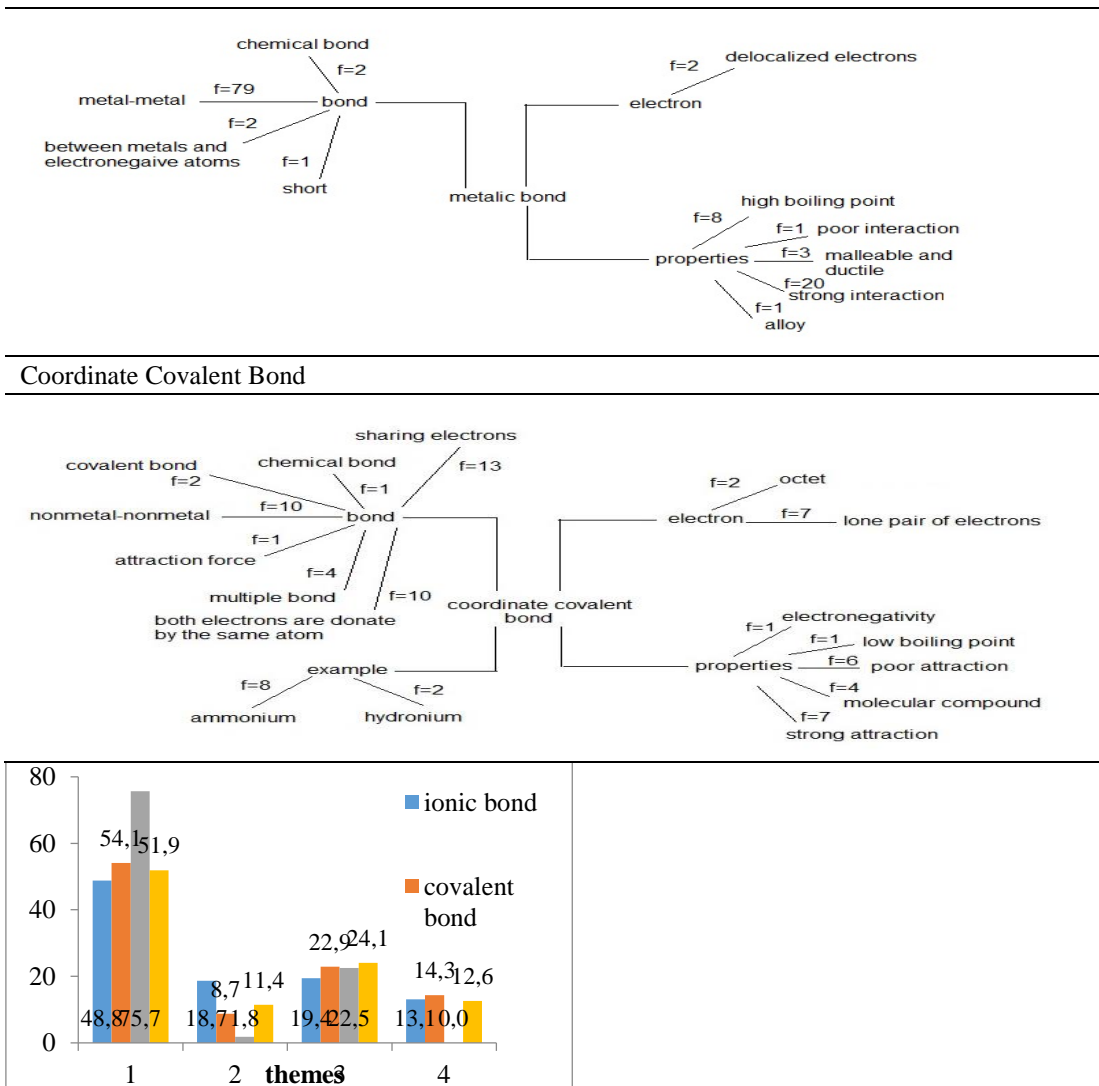 chemical bond
f=2
metal-metal
f=79
bond
f=2
between metals and
electronegaive atoms
f=1
short
metalic bond
f=2
delocalized electrons
electron
high boiling point
f=8
f=1
poor interaction
properties
f=3
malleable and
ductile
f=20
strong interaction
f=1
alloy
Coordinate Covalent Bond
sharing electrons
covalent bond
f=2
chemical bond
f=13
f=1
nonmetal-nonmetal
f=10
bond
f=1
attraction force
f=4
multiple bond
f=10
both electrons are donate
by the same atom
coordinate covalent
bond
example
f=8
f=2
ammonium
hydronium
f=2
octet
electron
f=7
lone pair of electrons
electronegativity
f=1
f=1
low boiling point
properties
f=6
poor attraction
f=4
molecular compound
f=7
strong attraction
80
60
40
20
0
54,1
51,9
48,8
75,7
8,7
11,4
18,7
1,8
22,9
24,1
19,4
22,5
14,3
12,6
13,1
0,0
1 2 3 4
themes
ionic bond
covalent
bond